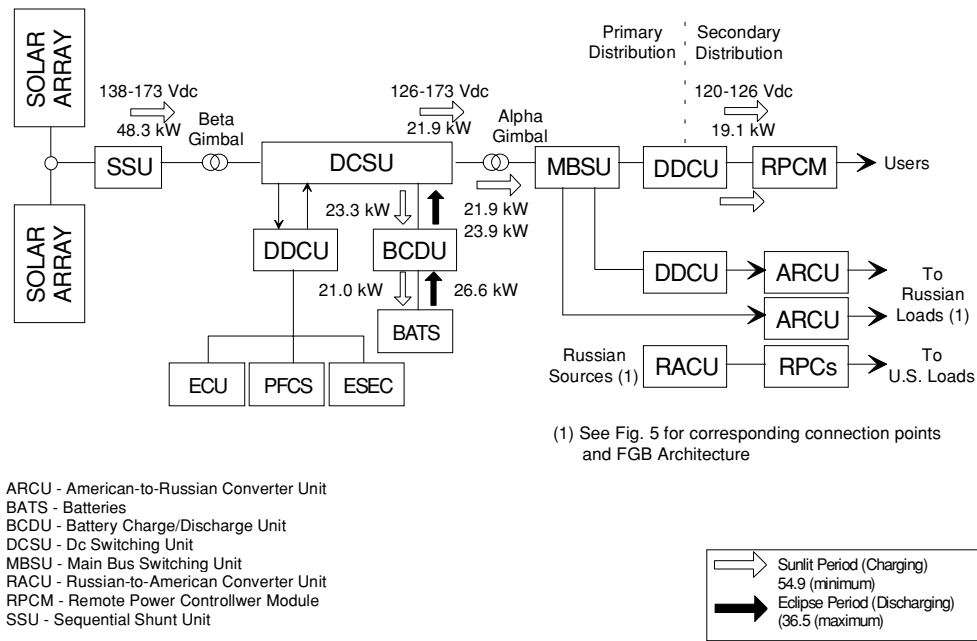 SOLAR
ARRAY
SOLAR
ARRAY
138-173 Vdc
48.3 kW
SSU
Beta
Gimbal
DCSU
126-173 Vdc
21.9 kW
Alpha
Gimbal
21.9 kW
23.9 kW
MBSU
Primary
Distribution
Secondary
Distribution
DDCU
120-126 Vdc
19.1 kW
RPCM
Users
23.3 kW
DDCU
BCDU
21.0 kW
26.6 kW
BATS
ECU
PFCS
ESEC
DDCU
ARCU
ARCU
To
Russian
Loads (1)
Russian
Sources (1)
RACU
RPCs
To
U.S. Loads
(1) See Fig. 5 for corresponding connection points
and FGB Architecture
ARCU - American-to-Russian Converter Unit
BATS - Batteries
BCDU - Battery Charge/Discharge Unit
DCSU - Dc Switching Unit
MBSU - Main Bus Switching Unit
RACU - Russian-to-American Converter Unit
RPCM - Remote Power Controllwer Module
SSU - Sequential Shunt Unit
Sunlit Period (Charging)
54.9 (minimum)
Eclipse Period (Discharging)
(36.5 (maximum)